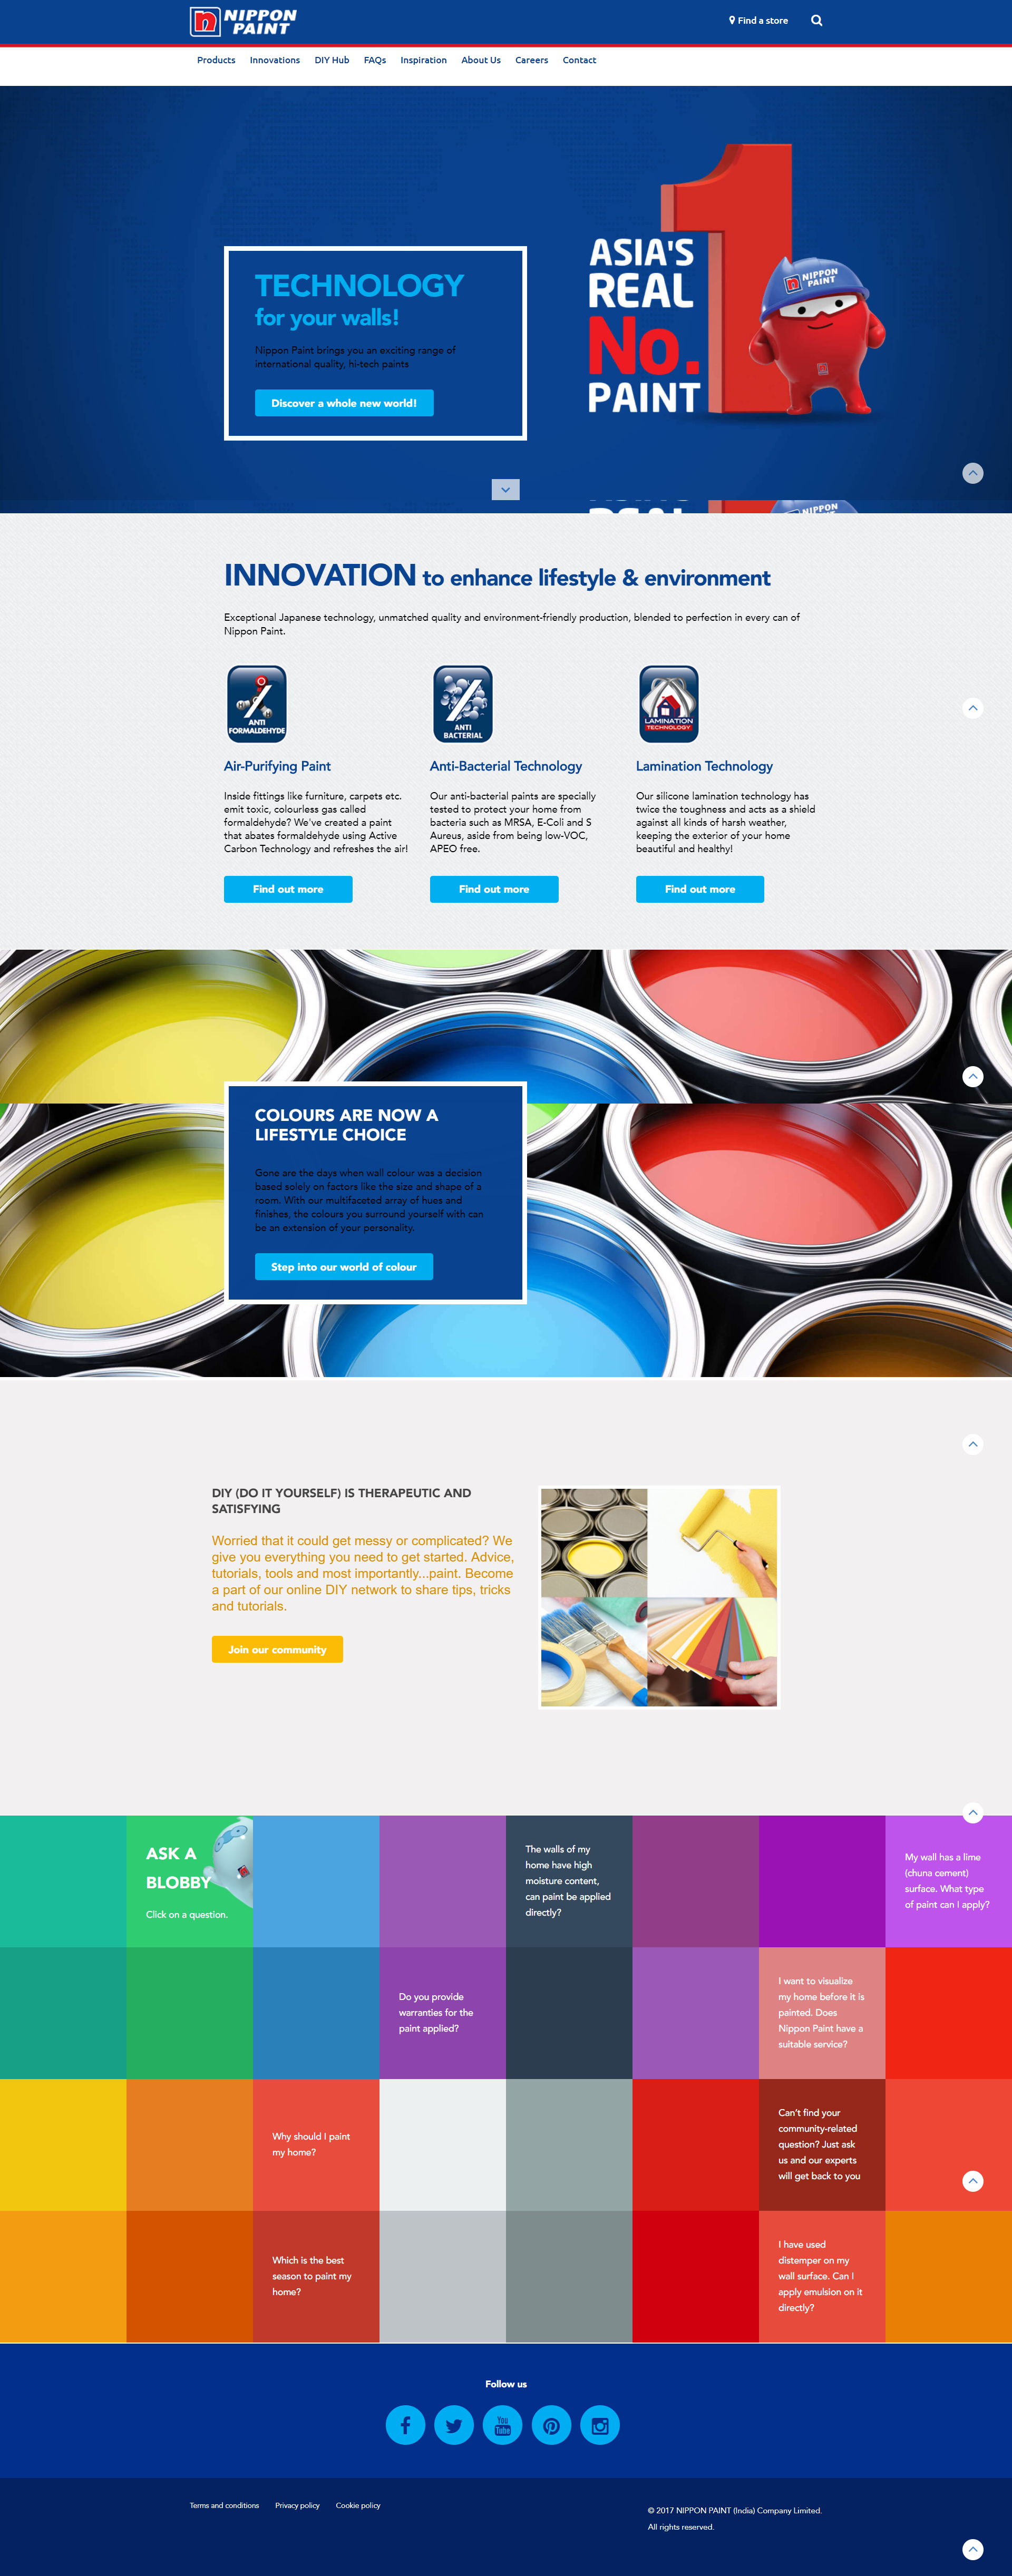 NIPPON
PAINT
Find a store
Products Innovations DIY Hub FAQs Inspiration About Us Careers Contact
TECHNOLOGY
for your walls!
Nippon Paint brings you an exciting range of
international quality, hi-tech paints
Discover a whole new world!
1
ASIA'S
REAL
No.
PAINT
NIPPON
PAINT
INNOVATION to enhance lifestyle & environment
Exceptional Japanese technology, unmatched quality and environment-friendly production, blended to perfection in every can of
Nippon Paint.
ANTI
FORMALDEHYDE
Air-Purifying Paint
Inside fittings like furniture, carpets etc.
emit toxic, colourless gas called
formaldehyde? We've created a paint
that abates formaldehyde using Active
Carbon Technology and refreshes the air!
Find out more
ANTI
BACTERIAL
Anti-Bacterial Technology
Our anti-bacterial paints are specially
tested to protect your home from
bacteria such as MRSA, E-Coli and S
Aureus, aside from being low-VOC,
APEO free.
Find out more
LAMINATION
TECHNOLOGY
Lamination Technology
Our silicone lamination technology has
twice the toughness and acts as a shield
against all kinds of harsh weather,
keeping the exterior of your home
beautiful and healthy!
Find out more
COLOURS ARE NOW A
LIFESTYLE CHOICE
Gone are the days when wall colour was a decision
based solely on factors like the size and shape of a
room. With our multifaceted array of hues and
finishes, the colours you surround yourself with can
be an extension of your personality.
Step into our world of colour
DIY (DO IT YOURSELF) IS THERAPEUTIC AND
SATISFYING
Worried that it could get messy or complicated? We
give you everything you need to get started. Advice,
tutorials, tools and most importantly...paint. Become
a part of our online DIY network to share tips, tricks
and tutorials.
Join our community
ASK A
BLOBBY
Click on a question.
The walls of my
home have high
moisture content,
can paint be applied
directly?
My wall has a lime
(chuna cement)
surface. What type
of paint can I apply?
Do you provide
warranties for the
paint applied?
I want to visualize
my home before it is
painted. Does
Nippon Paint have a
suitable service?
Why should I paint
my home?
Can't find your
community-related
question? Just ask
us and our experts
will get back to you
Which is the best
season to paint my
home?
I have used
distemper on my
wall surface. Can I
apply emulsion on it
directly?
Follow us
You
Tube
Terms and conditions Privacy policy Cookie policy
© 2017 NIPPON PAINT (India) Company Limited.
All rights reserved.